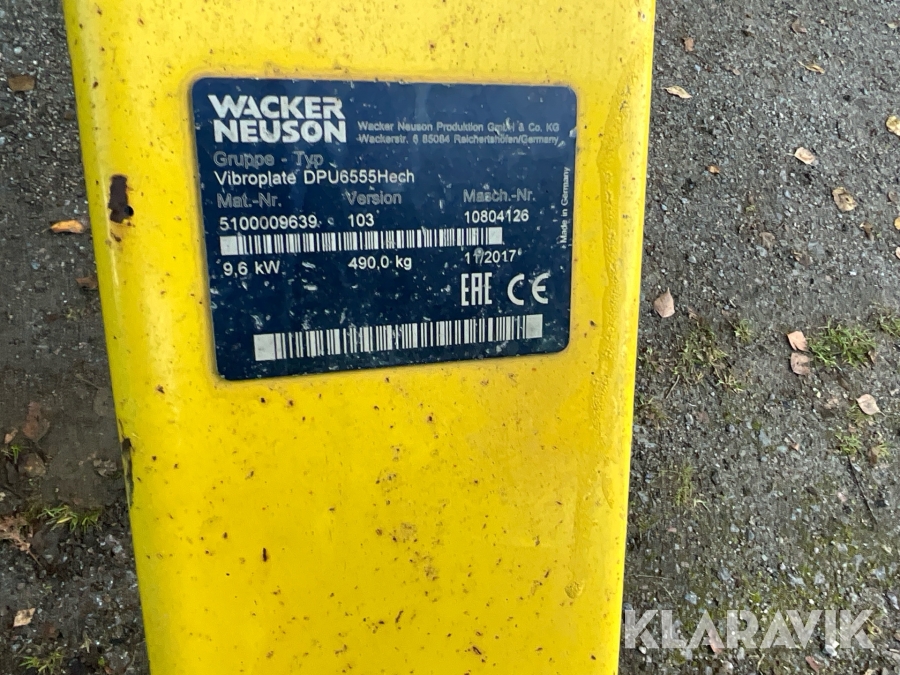 WACKER
NEUSON
Wacker Neuson Produktion GmbH & Co. KG
Wackerstr. 6 85084 Reichertshofen/Germany
Gruppe - Typ
Vibroplate DPU6555Hech
Mat.-Nr. Version Masch.-Nr.
5100009639 103 10804126
9,6 kW 490,0 kg 11/2017
EAC CE
Made in Germany
KLARAVIK